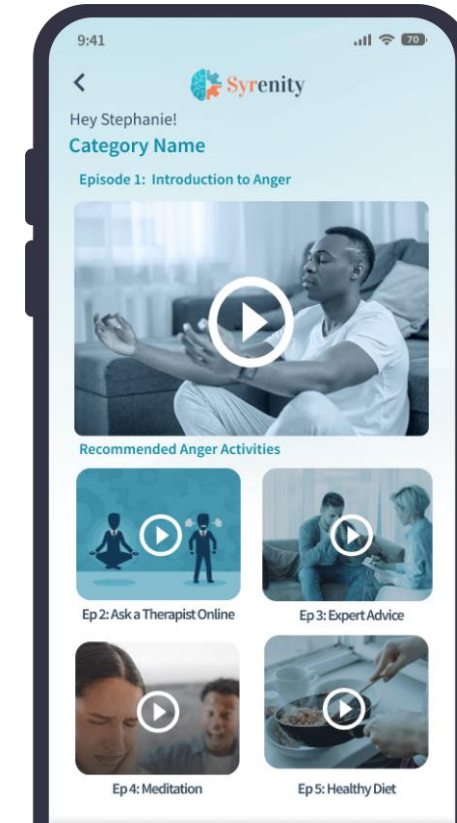 9:41
70
Syrenity
Hey Stephanie!
Category Name
Episode 1: Introduction to Anger
Recommended Anger Activities
Ep 2: Ask a Therapist Online
Ep 3: Expert Advice
Ep 4: Meditation
Ep 5: Healthy Diet